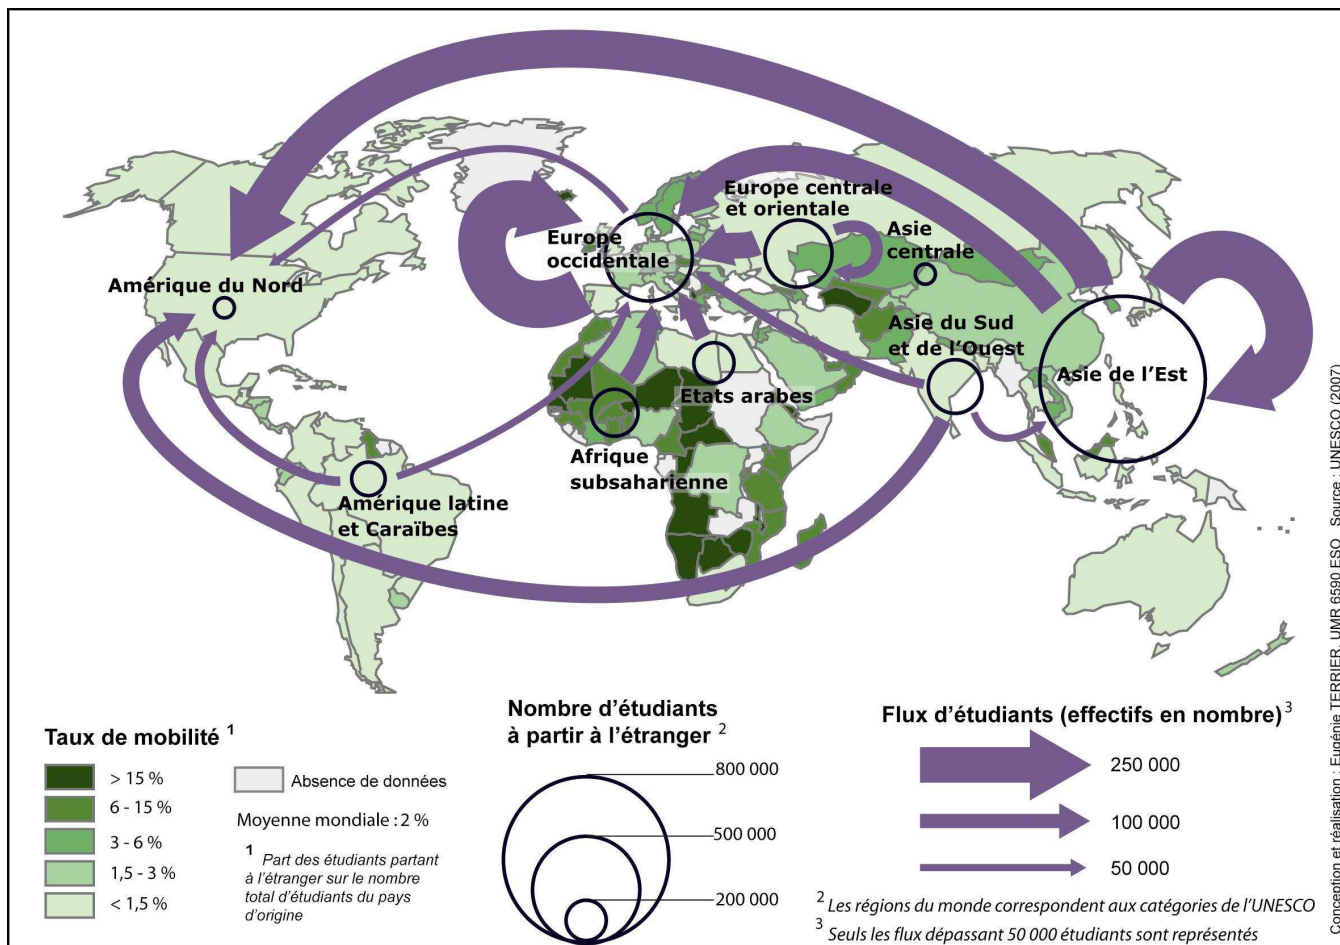 Europe centrale
et orientale
Asie
centrale
Europe
occidentale
Amérique du Nord
Asie du Sud
et de l'Ouest
Asie de l'Est
Etats arabes
Afrique
subsaharienne
Amérique latine
et Caraïbes
Taux de mobilité 1
> 15 %
6 - 15 %
3 - 6 %
1,5 - 3 %
< 1,5 %
Absence de données
Moyenne mondiale : 2 %
1 Part des étudiants partant
à l'étranger sur le nombre
total d'étudiants du pays
d'origine
Nombre d'étudiants
à partir à l'étranger 2
800 000
500 000
200 000
Flux d'étudiants (effectifs en nombre) 3
250 000
100 000
50 000
2 Les régions du monde correspondent aux catégories de l'UNESCO
3 Seuls les flux dépassant 50 000 étudiants sont représentés
Conception et réalisation : Eugénie TERRIER, UMR 6590 ESO Source : UNESCO (2007)